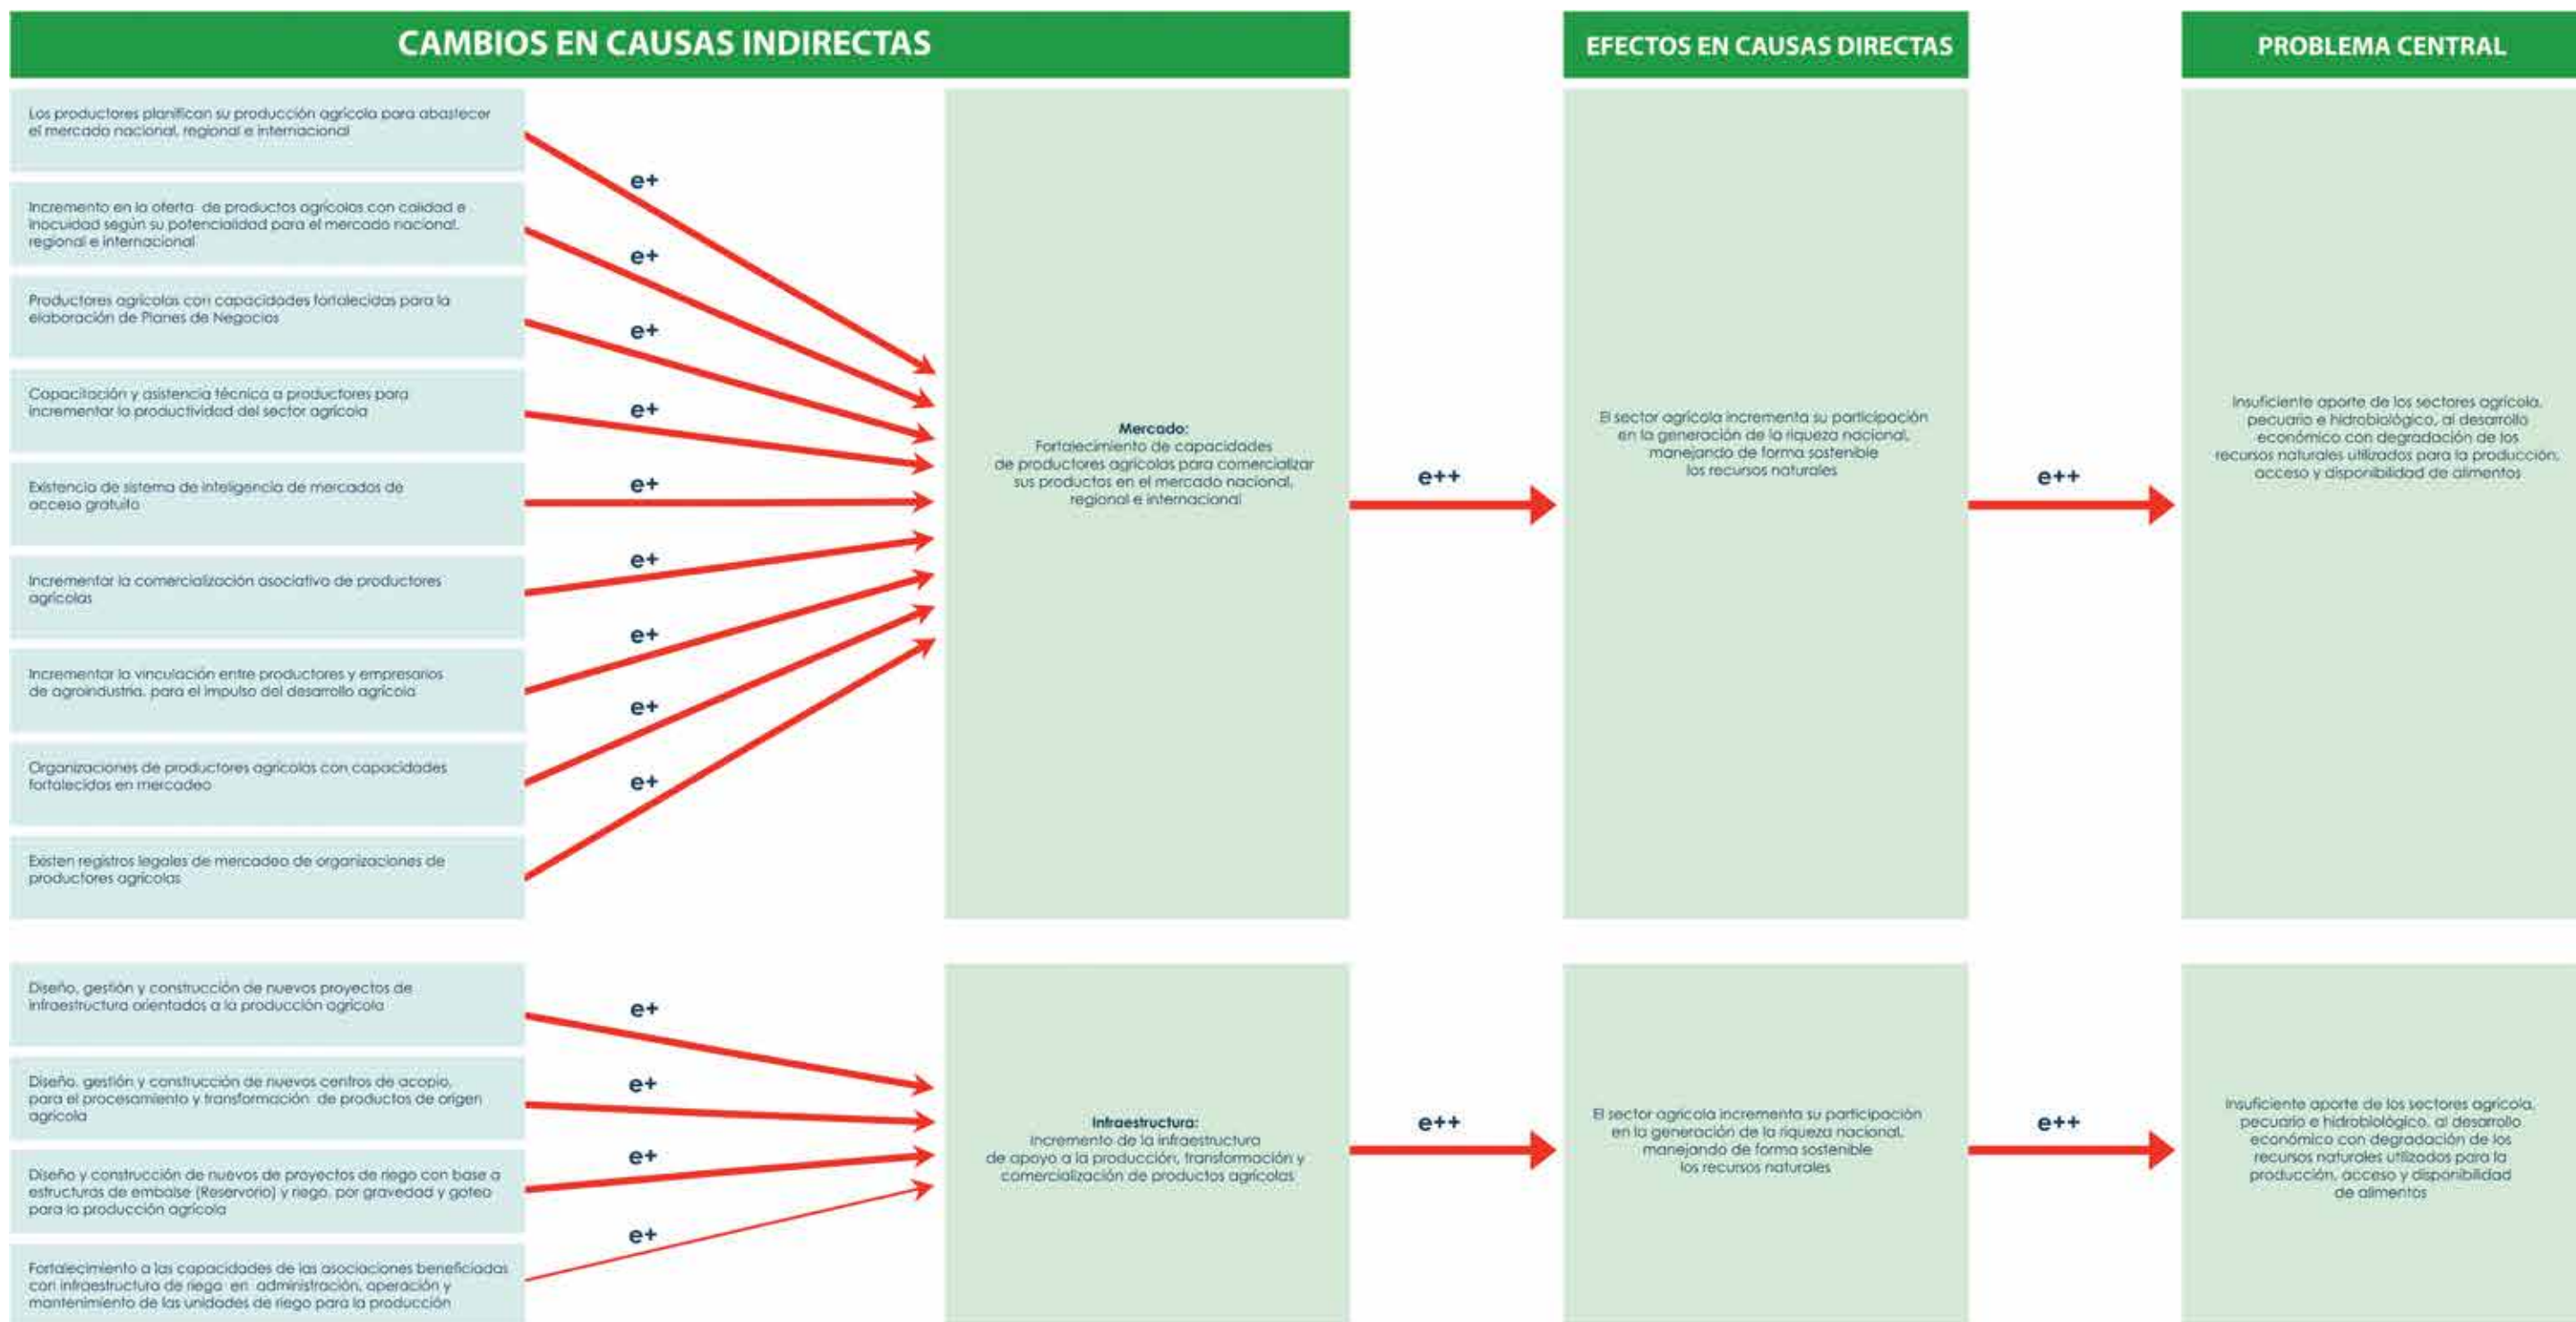 CAMBIOS EN CAUSAS INDIRECTAS
EFECTOS EN CAUSAS DIRECTAS
PROBLEMA CENTRAL
Los productores planifican su producción agrícola para abastecer
el mercado nacional, regional e internacional
e+
Incremento en la oferta de productos agrícolas con calidad e
inocuidad según su potencialidad para el mercado nacional,
regional e internacional
e+
Productores agrícolas con capacidades fortalecidas para la
elaboración de Planes de Negocios
e+
Capacitación y asistencia técnica a productores para
incrementar la productividad del sector agrícola
e+
Existencia de sistema de inteligencia de mercados de
acceso gratuito
e+
Incrementar la comercialización asociativa de productores
agrícolas
e+
Incrementar la vinculación entre productores y empresarios
de agroindustria, para el impulso del desarrollo agrícola
e+
Organizaciones de productores agrícolas con capacidades
fortalecidas en mercadeo
e+
Existen registros legales de mercadeo de organizaciones de
productores agrícolas
e+
Mercado:
Fortalecimiento de capacidades
de productores agrícolas para comercializar
sus productos en el mercado nacional,
regional e internacional
e++
El sector agrícola incrementa su participación
en la generación de la riqueza nacional,
manejando de forma sostenible
los recursos naturales
e++
Insuficiente aporte de los sectores agrícola,
pecuario e hidrobiológico, al desarrollo
económico con degradación de los
recursos naturales utilizados para la producción,
acceso y disponibilidad de alimentos
Diseño, gestión y construcción de nuevos proyectos de
infraestructura orientados a la producción agrícola
e+
Diseño, gestión y construcción de nuevos centros de acopio,
para el procesamiento y transformación de productos de origen
agrícola
e+
Diseño y construcción de nuevos de proyectos de riego con base a
estructuras de embalse (Reservorio) y riego, por gravedad y goteo
para la producción agrícola
e+
Fortalecimiento a las capacidades de las asociaciones beneficiadas
con infraestructura de riego en administración, operación y
mantenimiento de las unidades de riego para la producción
e+
Infraestructura:
Incremento de la infraestructura
de apoyo a la producción, transformación y
comercialización de productos agrícolas
e++
El sector agrícola incrementa su participación
en la generación de la riqueza nacional,
manejando de forma sostenible
los recursos naturales
e++
Insuficiente aporte de los sectores agrícola,
pecuario e hidrobiológico, al desarrollo
económico con degradación de los
recursos naturales utilizados para la
producción, acceso y disponibilidad
de alimentos